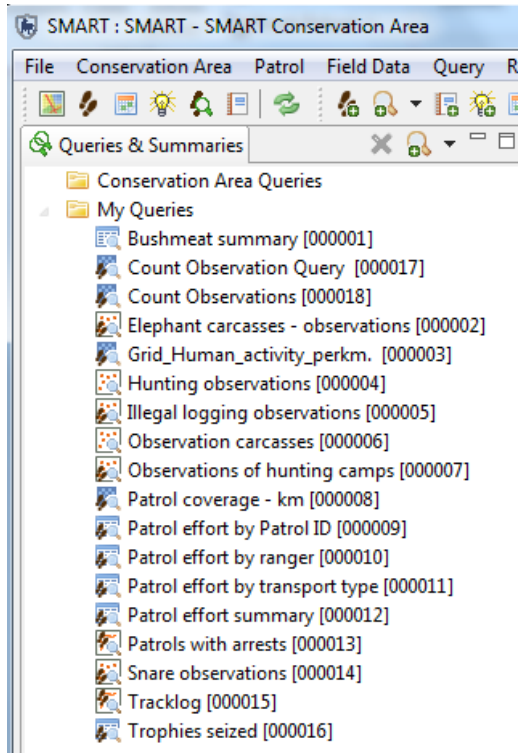 SMART : SMART - SMART Conservation Area
File Conservation Area Patrol Field Data Query R
Queries & Summaries
Conservation Area Queries
My Queries
Bushmeat summary [000001]
Count Observation Query [000017]
Count Observations [000018]
Elephant carcasses - observations [000002]
Grid_Human_activity_perkm. [000003]
Hunting observations [000004]
Illegal logging observations [000005]
Observation carcasses [000006]
Observations of hunting camps [000007]
Patrol coverage - km [000008]
Patrol effort by Patrol ID [000009]
Patrol effort by ranger [000010]
Patrol effort by transport type [000011]
Patrol effort summary [000012]
Patrols with arrests [000013]
Snare observations [000014]
Tracklog [000015]
Trophies seized [000016]